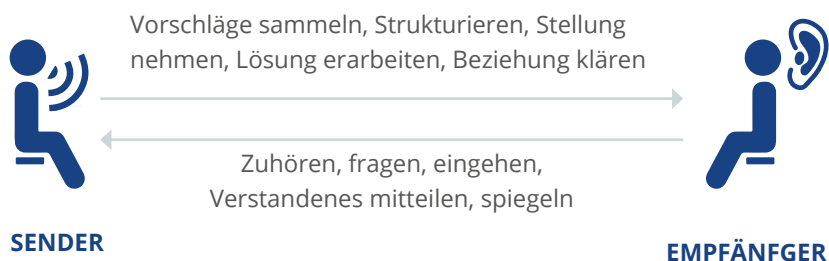 Vorschläge sammeln, Strukturieren, Stellung
nehmen, Lösung erarbeiten, Beziehung klären
Zuhören, fragen, eingehen,
Verstandenes mitteilen, spiegeln
SENDER
EMPFÄNFGER